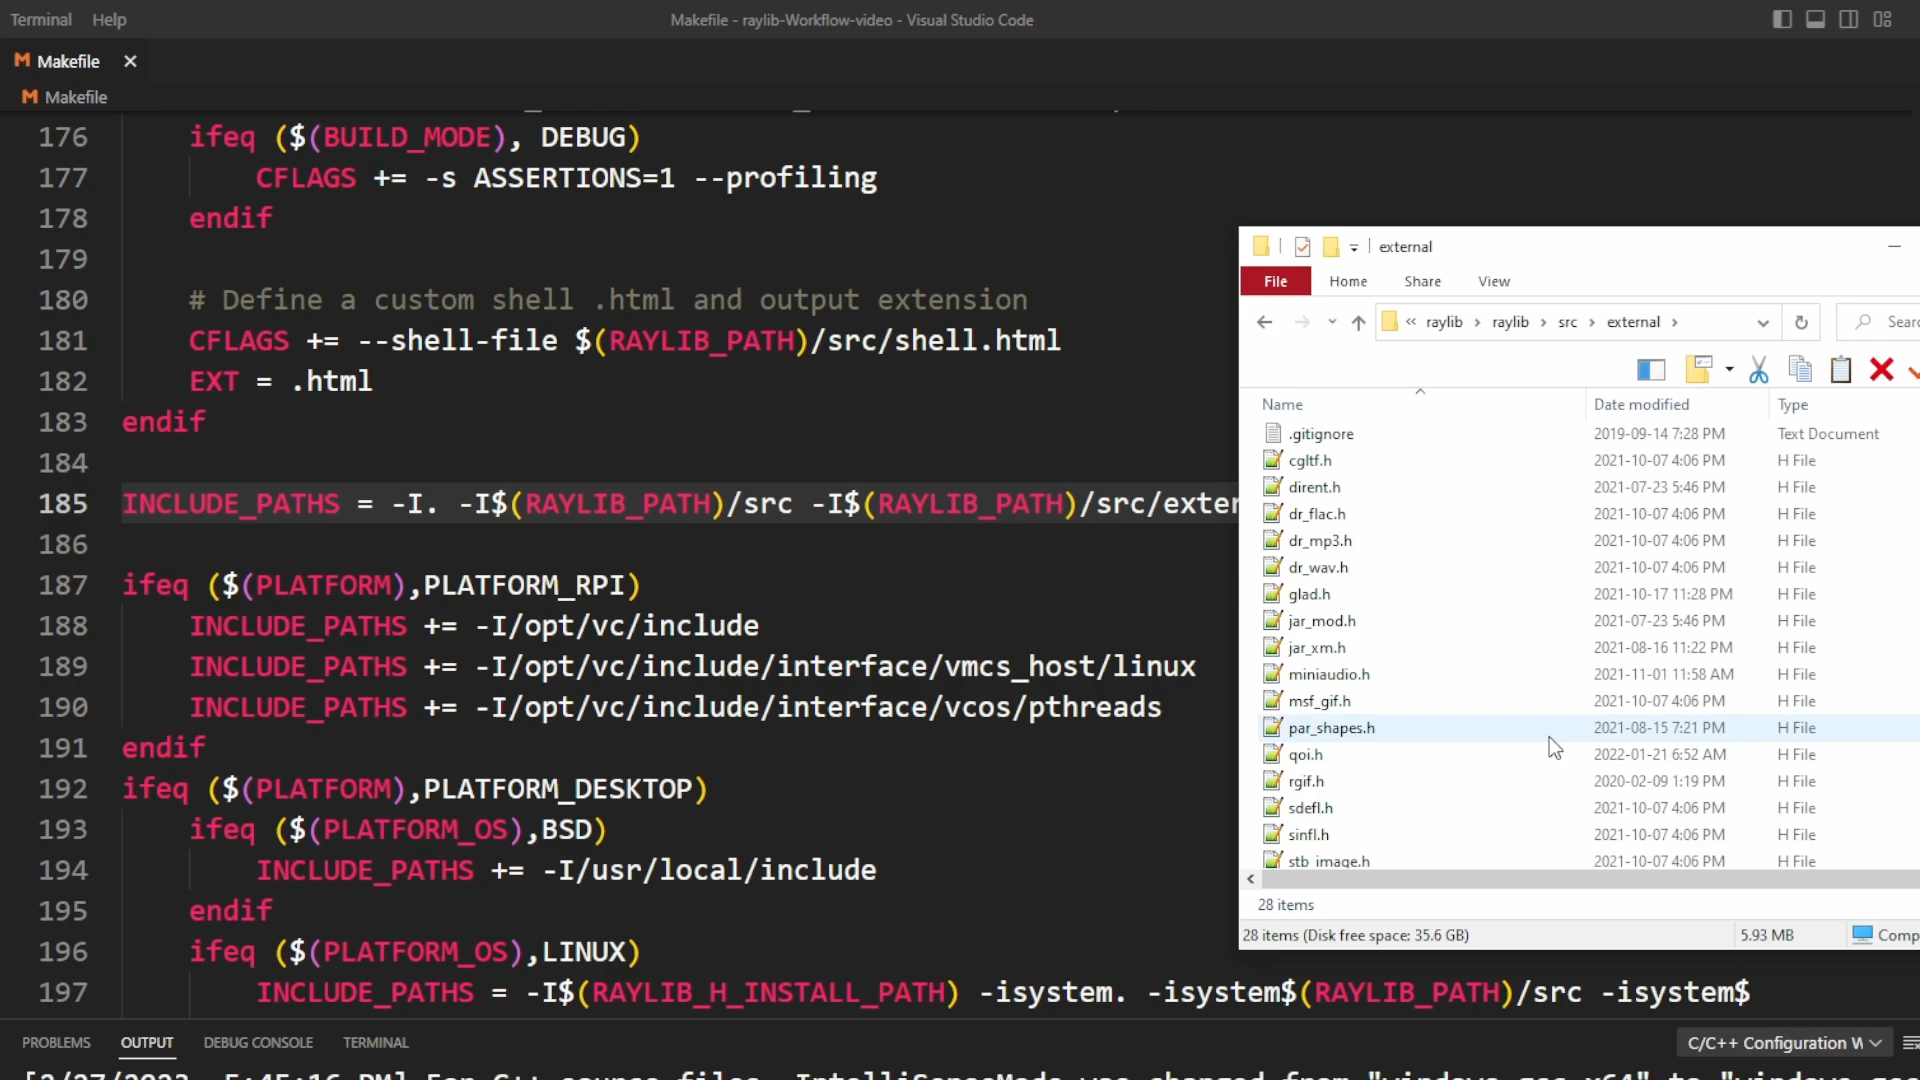 Terminal Help
Makefile - raylib-Workflow-video - Visual Studio Code
Makefile
Makefile
176 ifeq ($(BUILD_MODE), DEBUG)
177 CFLAGS += -s ASSERTIONS=1 --profiling
178 endif
179
180 # Define a custom shell .html and output extension
181 CFLAGS += --shell-file $(RAYLIB_PATH)/src/shell.html
182 EXT = .html
183 endif
184
185 INCLUDE_PATHS = -I. -I$(RAYLIB_PATH)/src -I$(RAYLIB_PATH)/src/exter
186
187 ifeq ($(PLATFORM),PLATFORM_RPI)
188 INCLUDE_PATHS += -I/opt/vc/include
189 INCLUDE_PATHS += -I/opt/vc/include/interface/vmcs_host/linux
190 INCLUDE_PATHS += -I/opt/vc/include/interface/vcos/pthreads
191 endif
192 ifeq ($(PLATFORM),PLATFORM_DESKTOP)
193 ifeq ($(PLATFORM_OS),BSD)
194 INCLUDE_PATHS += -I/usr/local/include
195 endif
196 ifeq ($(PLATFORM_OS),LINUX)
197 INCLUDE_PATHS = -I$(RAYLIB_H_INSTALL_PATH) -isystem. -isystem$(RAYLIB_PATH)/src -isystem$
external
File Home Share View
« raylib › raylib › src › external › Searc
Name Date modified Type
.gitignore 2019-09-14 7:28 PM Text Document
cgltf.h 2021-10-07 4:06 PM H File
dirent.h 2021-07-23 5:46 PM H File
dr_flac.h 2021-10-07 4:06 PM H File
dr_mp3.h 2021-10-07 4:06 PM H File
dr_wav.h 2021-10-07 4:06 PM H File
glad.h 2021-10-17 11:28 PM H File
jar_mod.h 2021-07-23 5:46 PM H File
jar_xm.h 2021-08-16 11:22 PM H File
miniaudio.h 2021-11-01 11:58 AM H File
msf_gif.h 2021-10-07 4:06 PM H File
par_shapes.h 2021-08-15 7:21 PM H File
qoi.h 2022-01-21 6:52 AM H File
rgif.h 2020-02-09 1:19 PM H File
sdefl.h 2021-10-07 4:06 PM H File
sinfl.h 2021-10-07 4:06 PM H File
stb_image.h 2021-10-07 4:06 PM H File
28 items
28 items (Disk free space: 35.6 GB) 5.93 MB Comp
PROBLEMS OUTPUT DEBUG CONSOLE TERMINAL C/C++ Configuration W
PM] For C++ source files, IntelliSenseMode was changed from "windows-gcc-x64" to